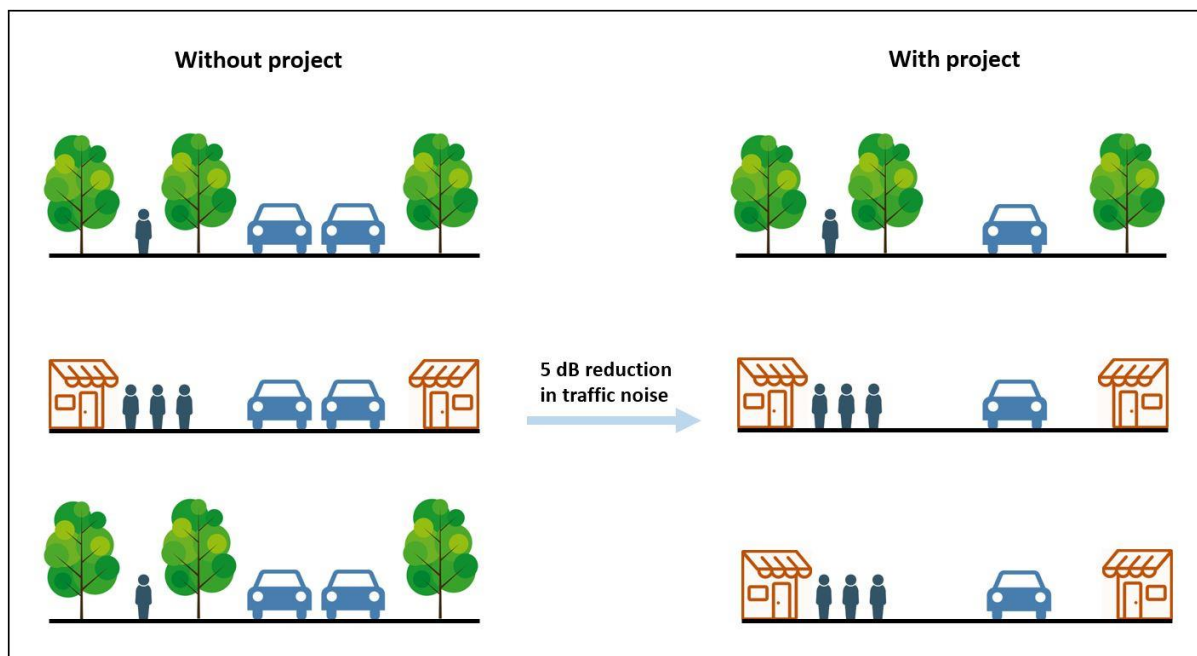 Without project
With project
5 dB reduction
in traffic noise